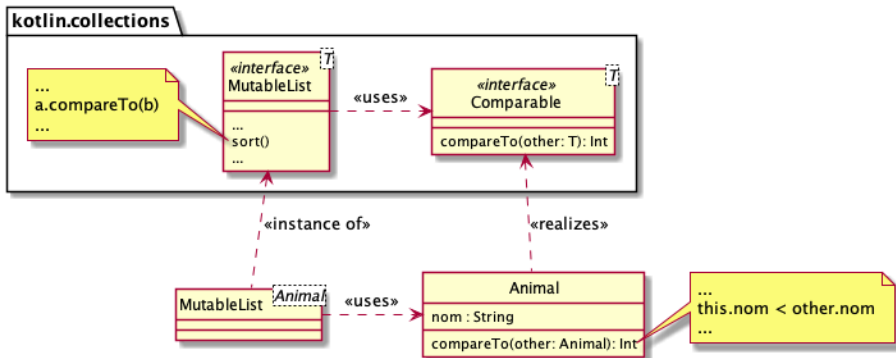 kotlin.collections
...
a.compareTo(b)
...
T
«interface»
MutableList
...
sort()
...
«uses»
T
«interface»
Comparable
compareTo(other: T): Int
«instance of»
«realizes»
Animal
MutableList
«uses»
Animal
nom : String
compareTo(other: Animal): Int
...
this.nom < other.nom
...